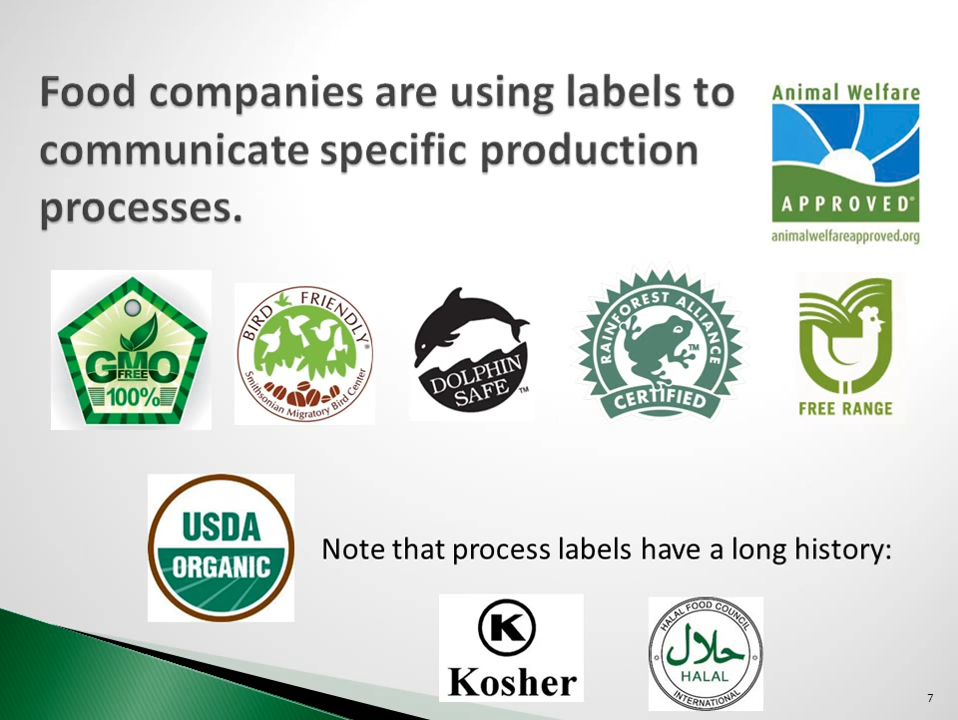 Food companies are using labels to
communicate specific production
processes.
Animal Welfare
APPROVED®
animalwelfareapproved.org
GMO
FREE
100%
BIRD FRIENDLY®
Smithsonian Migratory Bird Center
DOLPHIN
SAFE™
RAINFOREST ALLIANCE
TM
CERTIFIED
FREE RANGE
USDA
ORGANIC
Note that process labels have a long history:
K
Kosher
HALAL FOOD COUNCIL
حلال
HALAL
INTERNATIONAL
7